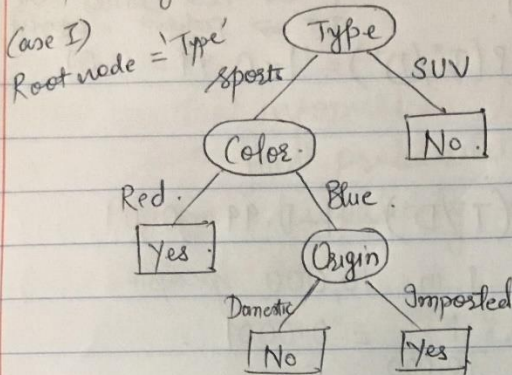 (Case I)
Root node = 'Type'
Type
Sports
SUV
Color.
No.
Red.
Blue.
Yes.
Origin
Domestic
Imported
No
Yes